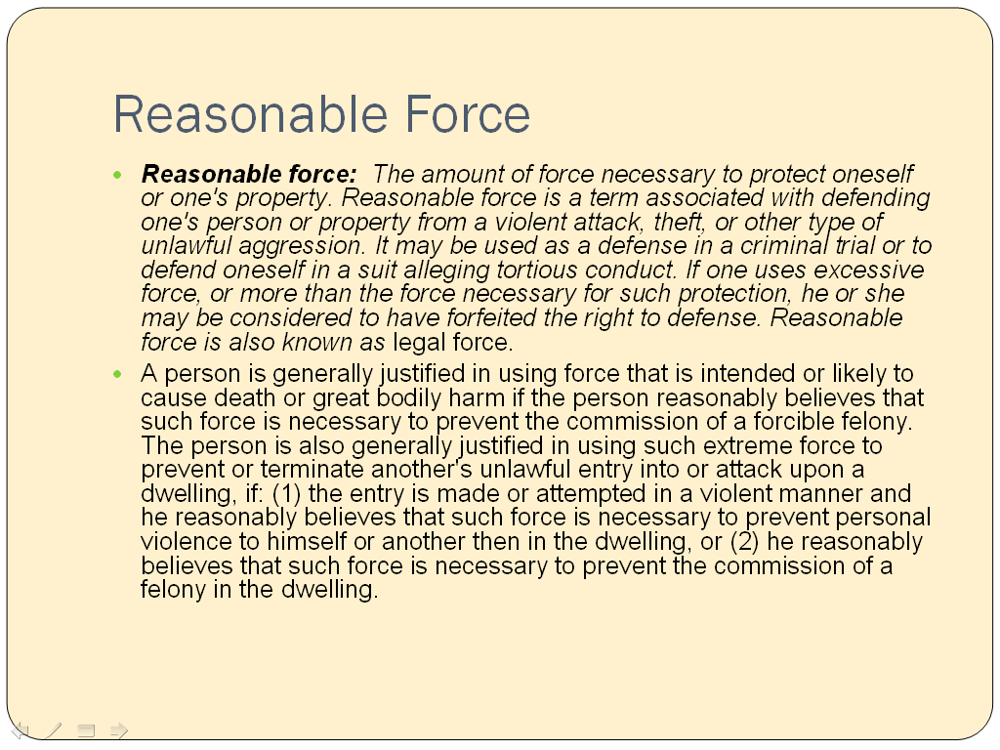 Reasonable Force
Reasonable force: The amount of force necessary to protect oneself
or one's property. Reasonable force is a term associated with defending
one's person or property from a violent attack, theft, or other type of
unlawful aggression. It may be used as a defense in a criminal trial or to
defend oneself in a suit alleging tortious conduct. If one uses excessive
force, or more than the force necessary for such protection, he or she
may be considered to have forfeited the right to defense. Reasonable
force is also known as legal force.
A person is generally justified in using force that is intended or likely to
cause death or great bodily harm if the person reasonably believes that
such force is necessary to prevent the commission of a forcible felony.
The person is also generally justified in using such extreme force to
prevent or terminate another's unlawful entry into or attack upon a
dwelling, if: (1) the entry is made or attempted in a violent manner and
he reasonably believes that such force is necessary to prevent personal
violence to himself or another then in the dwelling, or (2) he reasonably
believes that such force is necessary to prevent the commission of a
felony in the dwelling.